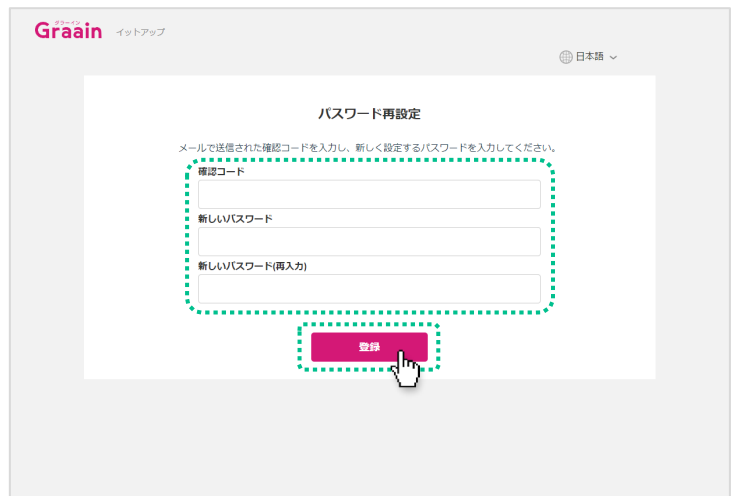 グラーイン
Graain イットアップ
日本語
パスワード再設定
メールで送信された確認コードを入力し、新しく設定するパスワードを入力してください。
確認コード
新しいパスワード
新しいパスワード(再入力)
登録